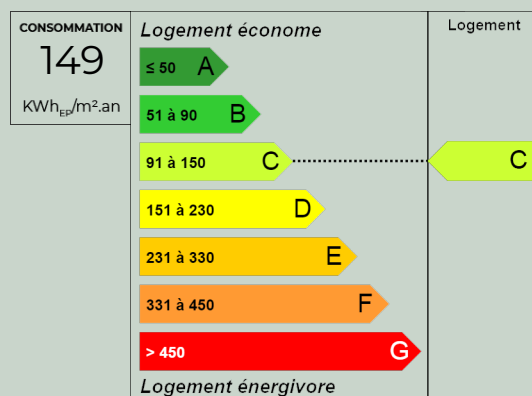 CONSOMMATION
149
KWhEP/m².an
Logement économe
Logement
≤ 50 A
51 à 90 B
91 à 150 C
C
151 à 230 D
231 à 330 E
331 à 450 F
> 450 G
Logement énergivore